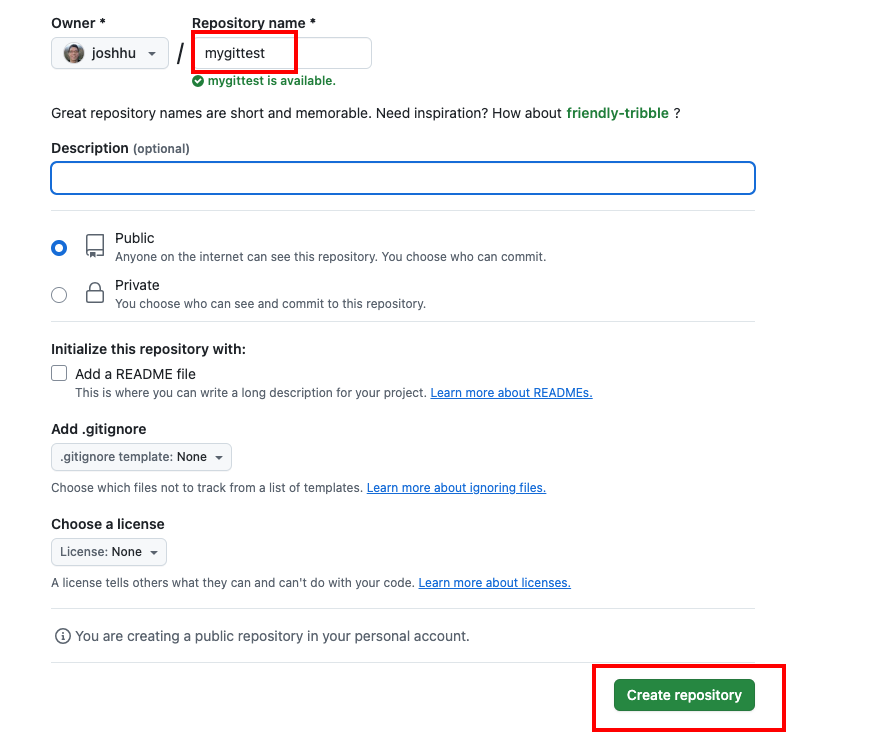 Owner * Repository name *
joshhu / mygittest
mygittest is available.
Great repository names are short and memorable. Need inspiration? How about friendly-tribble ?
Description (optional)
Public
Anyone on the internet can see this repository. You choose who can commit.
Private
You choose who can see and commit to this repository.
Initialize this repository with:
Add a README file
This is where you can write a long description for your project. Learn more about READMEs.
Add .gitignore
.gitignore template: None
Choose which files not to track from a list of templates. Learn more about ignoring files.
Choose a license
License: None
A license tells others what they can and can't do with your code. Learn more about licenses.
You are creating a public repository in your personal account.
Create repository